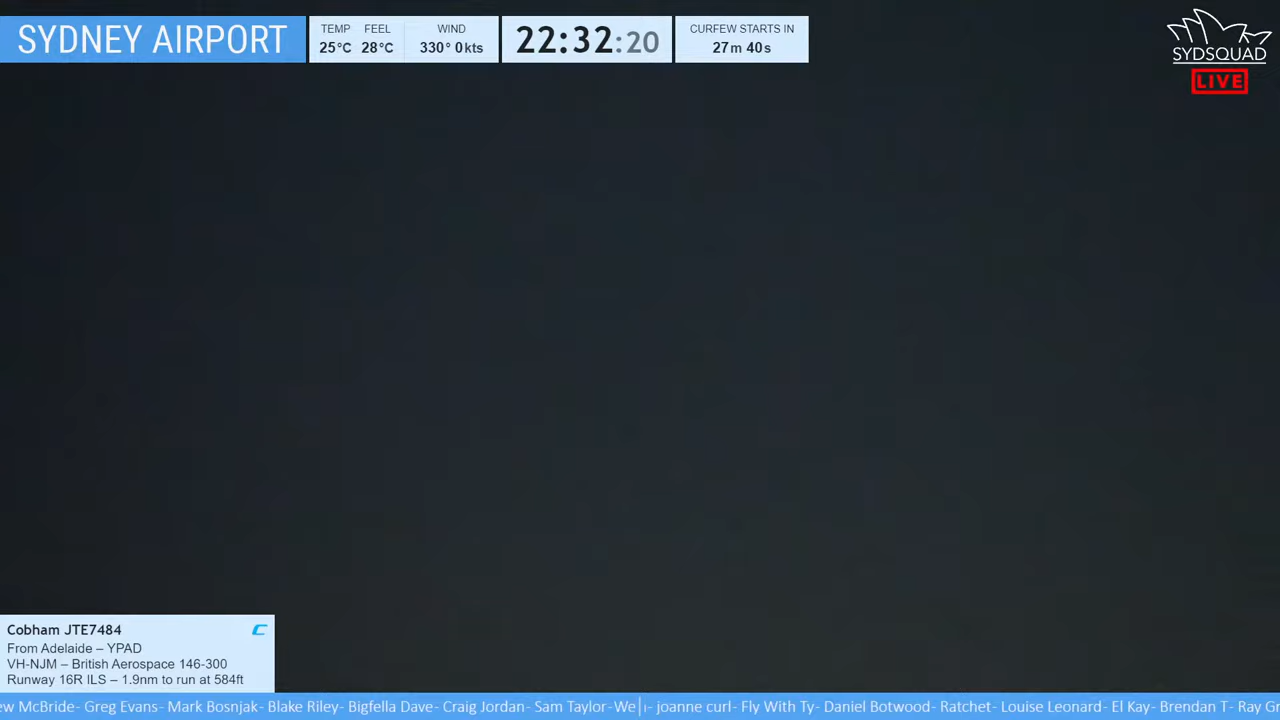 SYDNEY AIRPORT
TEMP FEEL WIND
25°C 28°C 330° 0kts
22:32:20
CURFEW STARTS IN
27m 40s
SYDSQUAD
LIVE
Cobham JTE7484
From Adelaide – YPAD
VH-NJM – British Aerospace 146-300
Runway 16R ILS – 1.9nm to run at 584ft
ew McBride- Greg Evans- Mark Bosnjak- Blake Riley- Bigfella Dave- Craig Jordan- Sam Taylor- joanne curl- Fly With Ty- Daniel Botwood- Ratchet- Louise Leonard- El Kay- Brendan T- Ray Gr